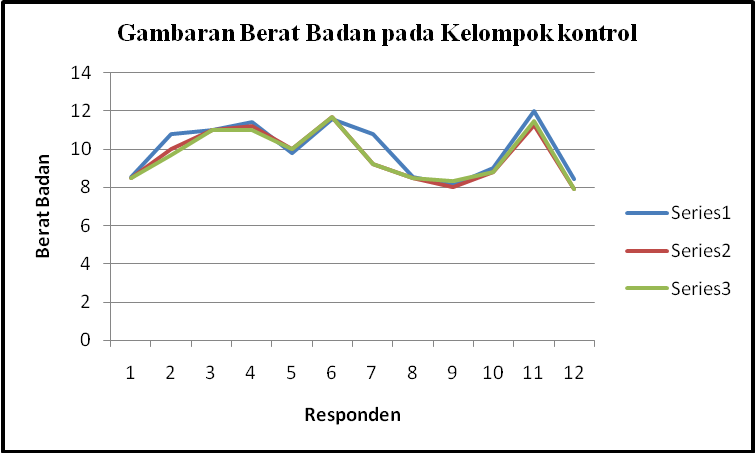 Gambaran Berat Badan pada Kelompok kontrol
14
12
10
8
6
4
2
0
Berat Badan
1 2 3 4 5 6 7 8 9 10 11 12
Responden
Series1
Series2
Series3